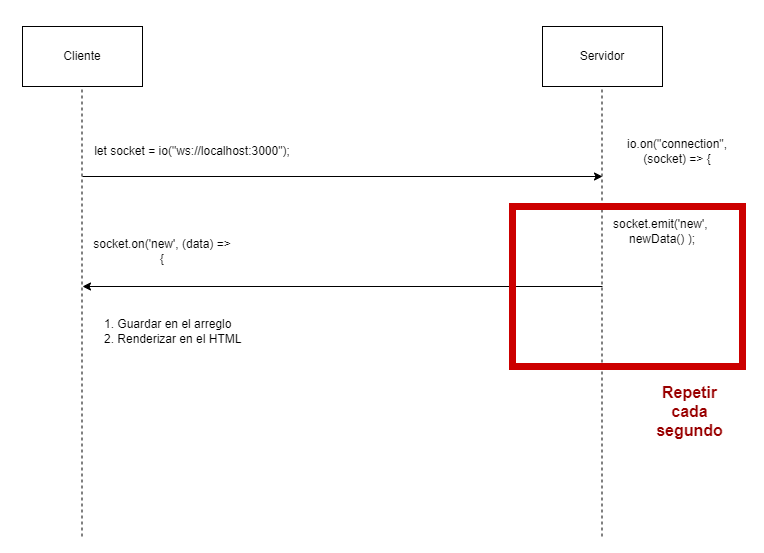 Cliente
Servidor
let socket = io("ws://localhost:3000");
io.on("connection",
(socket) => {
socket.on('new', (data) =>
{
socket.emit('new',
newData() );
1. Guardar en el arreglo
2. Renderizar en el HTML
Repetir
cada
segundo